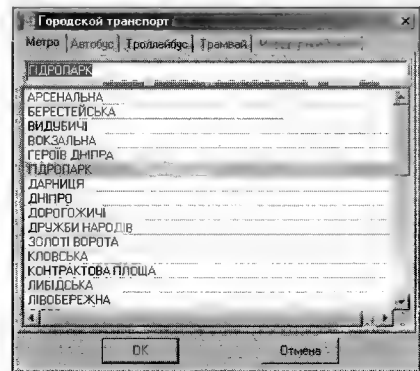 Городской транспорт
Метро Автобус Троллейбус Трамвай
ГІДРОПАРК
АРСЕНАЛЬНА
БЕРЕСТЕЙСЬКА
ВИДУБИЧІ
ВОКЗАЛЬНА
ГЕРОЇВ ДНІПРА
ГІДРОПАРК
ДАРНИЦЯ
ДНІПРО
ДОРОГОЖИЧІ
ДРУЖБИ НАРОДІВ
ЗОЛОТІ ВОРОТА
КЛОВСЬКА
КОНТРАКТОВА ПЛОЩА
ЛИБІДСЬКА
ЛІВОБЕРЕЖНА
OK Отмена